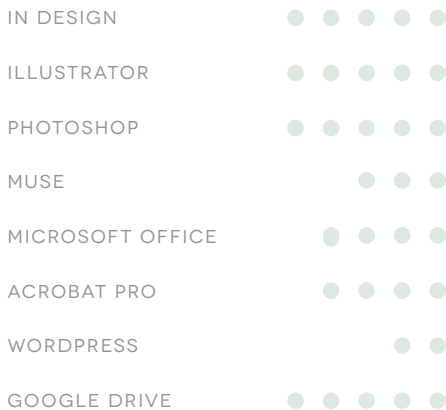 IN DESIGN
ILLUSTRATOR
PHOTOSHOP
MUSE
MICROSOFT OFFICE
ACROBAT PRO
WORDPRESS
GOOGLE DRIVE